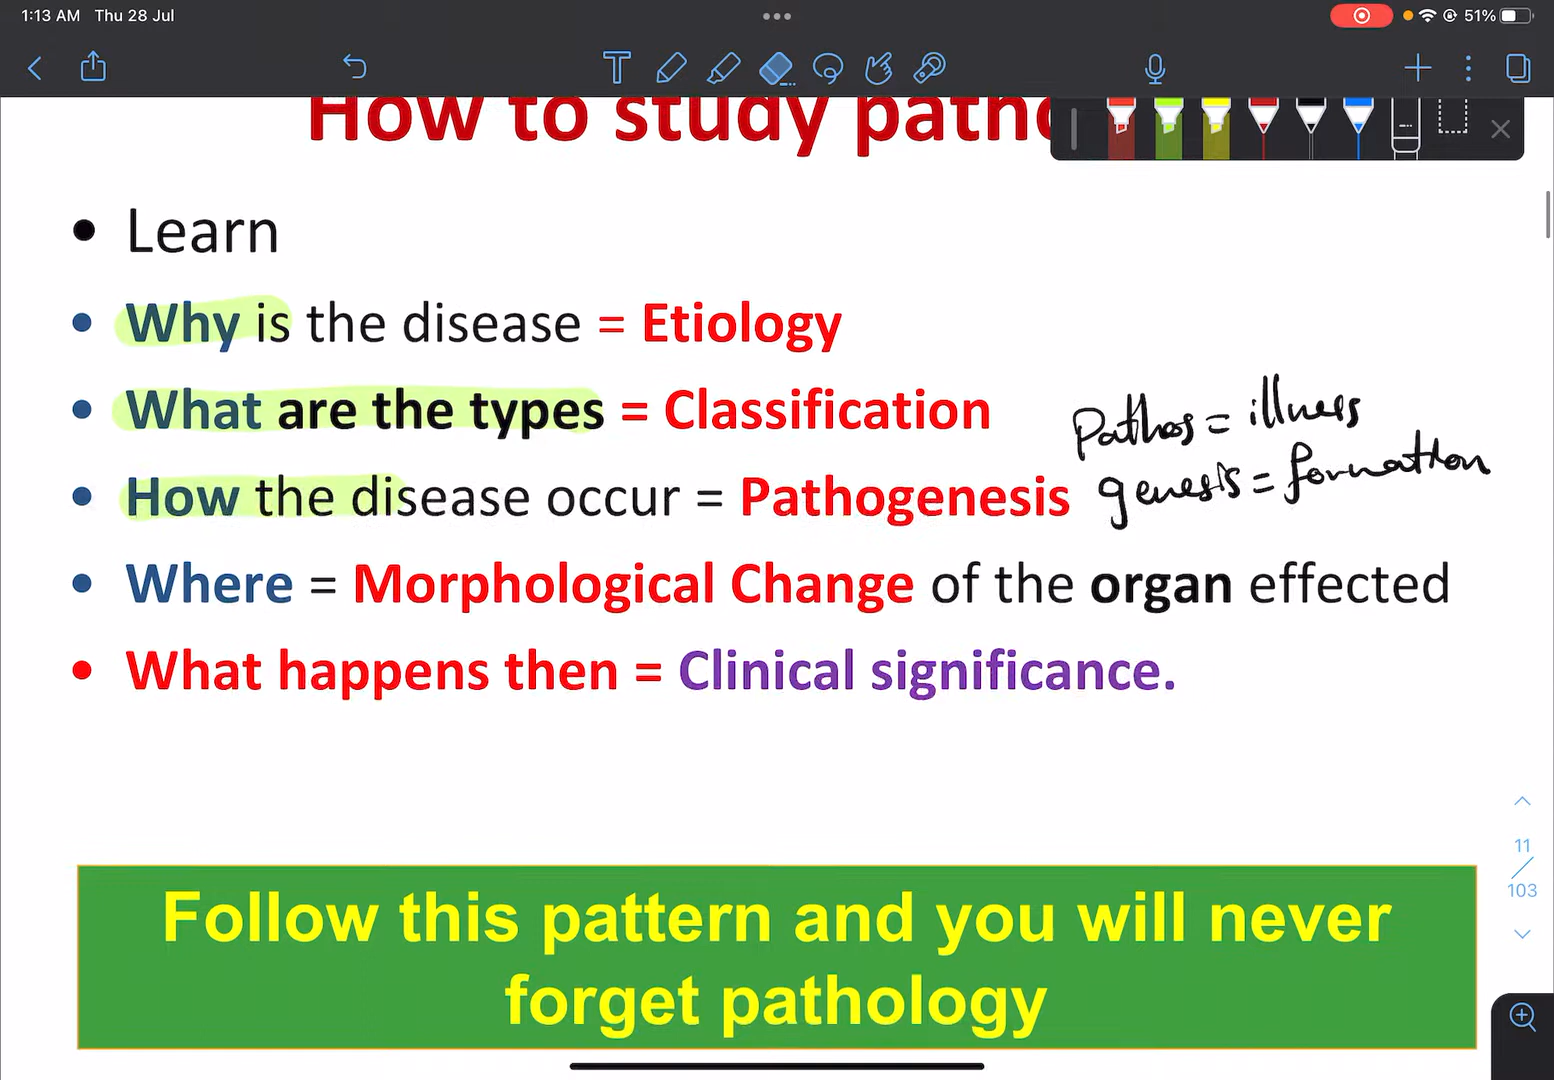 1:13 AM Thu 28 Jul
51%
How to study patho
• Learn
• Why is the disease = Etiology
• What are the types = Classification
Pathos = illness
• How the disease occur = Pathogenesis
genesis = formation
• Where = Morphological Change of the organ effected
• What happens then = Clinical significance.
11
103
Follow this pattern and you will never
forget pathology